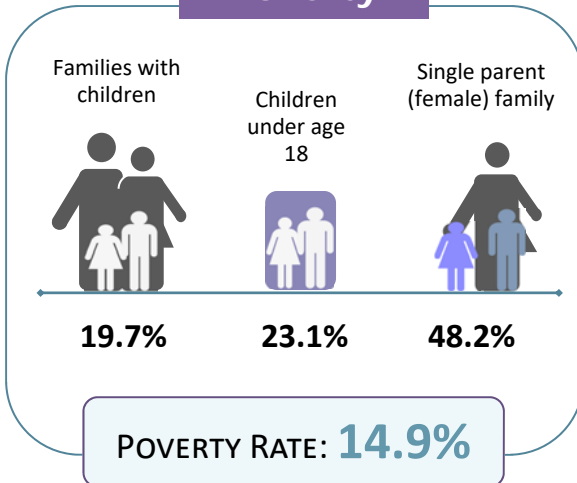 Families with
children
Children
under age
18
Single parent
(female) family
19.7%
23.1%
48.2%
POVERTY RATE: 14.9%